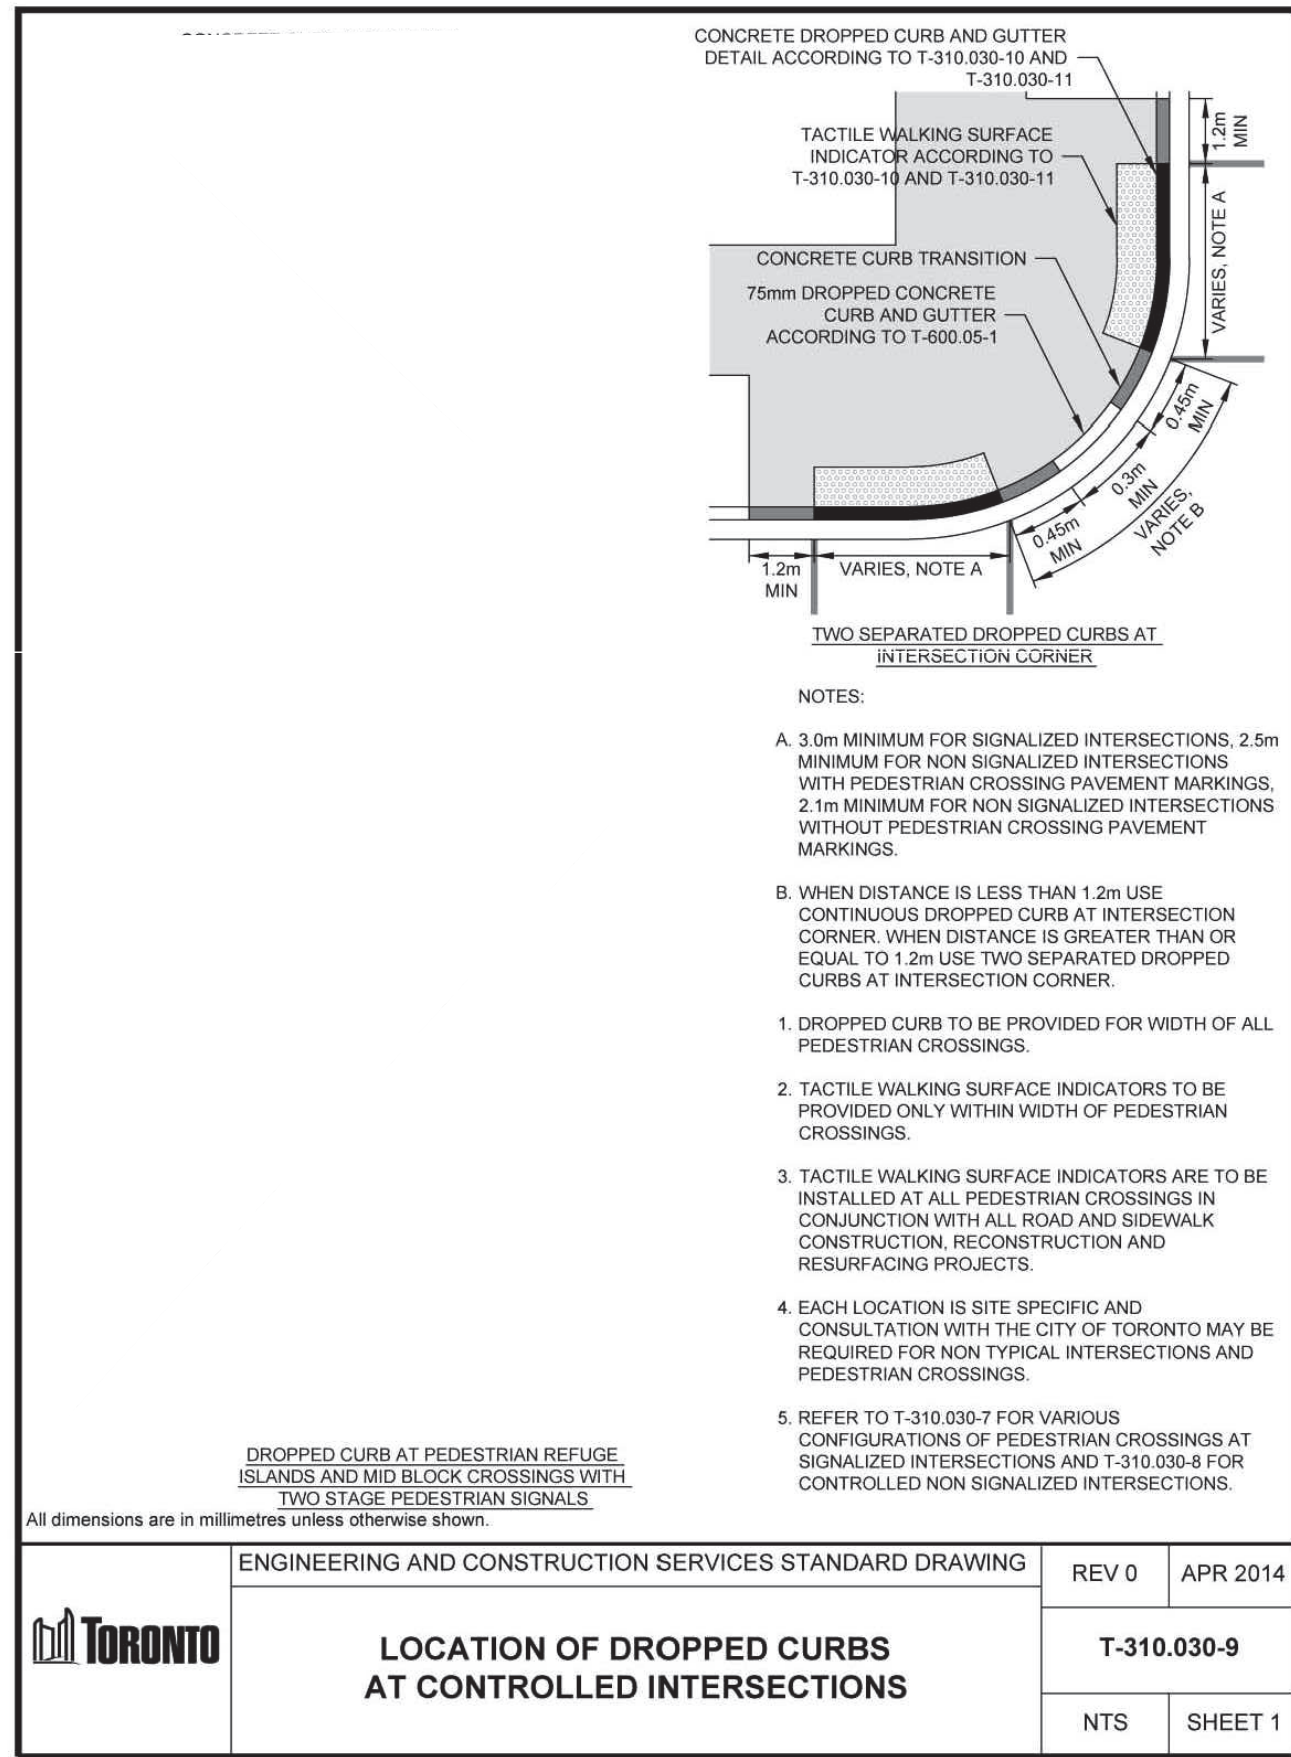 CONCRETE DROPPED CURB AND GUTTER
DETAIL ACCORDING TO T-310.030-10 AND
T-310.030-11
TACTILE WALKING SURFACE
INDICATOR ACCORDING TO
T-310.030-10 AND T-310.030-11
CONCRETE CURB TRANSITION
75mm DROPPED CONCRETE
CURB AND GUTTER
ACCORDING TO T-600.05-1
1.2m
MIN
VARIES, NOTE A
0.45m
MIN
0.3m
MIN
VARIES,
NOTE B
0.45m
MIN
1.2m
MIN
VARIES, NOTE A
TWO SEPARATED DROPPED CURBS AT
INTERSECTION CORNER
NOTES:
A. 3.0m MINIMUM FOR SIGNALIZED INTERSECTIONS, 2.5m
MINIMUM FOR NON SIGNALIZED INTERSECTIONS
WITH PEDESTRIAN CROSSING PAVEMENT MARKINGS,
2.1m MINIMUM FOR NON SIGNALIZED INTERSECTIONS
WITHOUT PEDESTRIAN CROSSING PAVEMENT
MARKINGS.
B. WHEN DISTANCE IS LESS THAN 1.2m USE
CONTINUOUS DROPPED CURB AT INTERSECTION
CORNER. WHEN DISTANCE IS GREATER THAN OR
EQUAL TO 1.2m USE TWO SEPARATED DROPPED
CURBS AT INTERSECTION CORNER.
1. DROPPED CURB TO BE PROVIDED FOR WIDTH OF ALL
PEDESTRIAN CROSSINGS.
2. TACTILE WALKING SURFACE INDICATORS TO BE
PROVIDED ONLY WITHIN WIDTH OF PEDESTRIAN
CROSSINGS.
3. TACTILE WALKING SURFACE INDICATORS ARE TO BE
INSTALLED AT ALL PEDESTRIAN CROSSINGS IN
CONJUNCTION WITH ALL ROAD AND SIDEWALK
CONSTRUCTION, RECONSTRUCTION AND
RESURFACING PROJECTS.
4. EACH LOCATION IS SITE SPECIFIC AND
CONSULTATION WITH THE CITY OF TORONTO MAY BE
REQUIRED FOR NON TYPICAL INTERSECTIONS AND
PEDESTRIAN CROSSINGS.
5. REFER TO T-310.030-7 FOR VARIOUS
CONFIGURATIONS OF PEDESTRIAN CROSSINGS AT
SIGNALIZED INTERSECTIONS AND T-310.030-8 FOR
CONTROLLED NON SIGNALIZED INTERSECTIONS.
DROPPED CURB AT PEDESTRIAN REFUGE
ISLANDS AND MID BLOCK CROSSINGS WITH
TWO STAGE PEDESTRIAN SIGNALS
All dimensions are in millimetres unless otherwise shown.
TORONTO
ENGINEERING AND CONSTRUCTION SERVICES STANDARD DRAWING
LOCATION OF DROPPED CURBS
AT CONTROLLED INTERSECTIONS
REV 0
APR 2014
T-310.030-9
NTS
SHEET 1